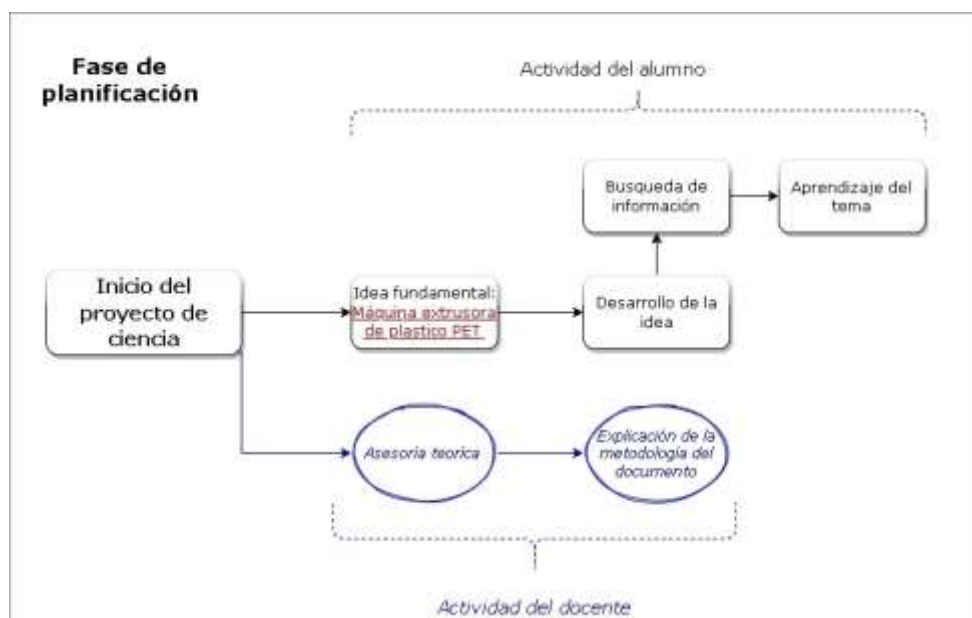 Fase de
planificación
Actividad del alumno
Busqueda de
información
Aprendizaje del
tema
Inicio del
proyecto de
ciencia
Idea fundamental:
Máquina extrusora
de plastico PET
Desarrollo de la
idea
Asesoria teorica
Explicación de la
metodología del
documento
Actividad del docente